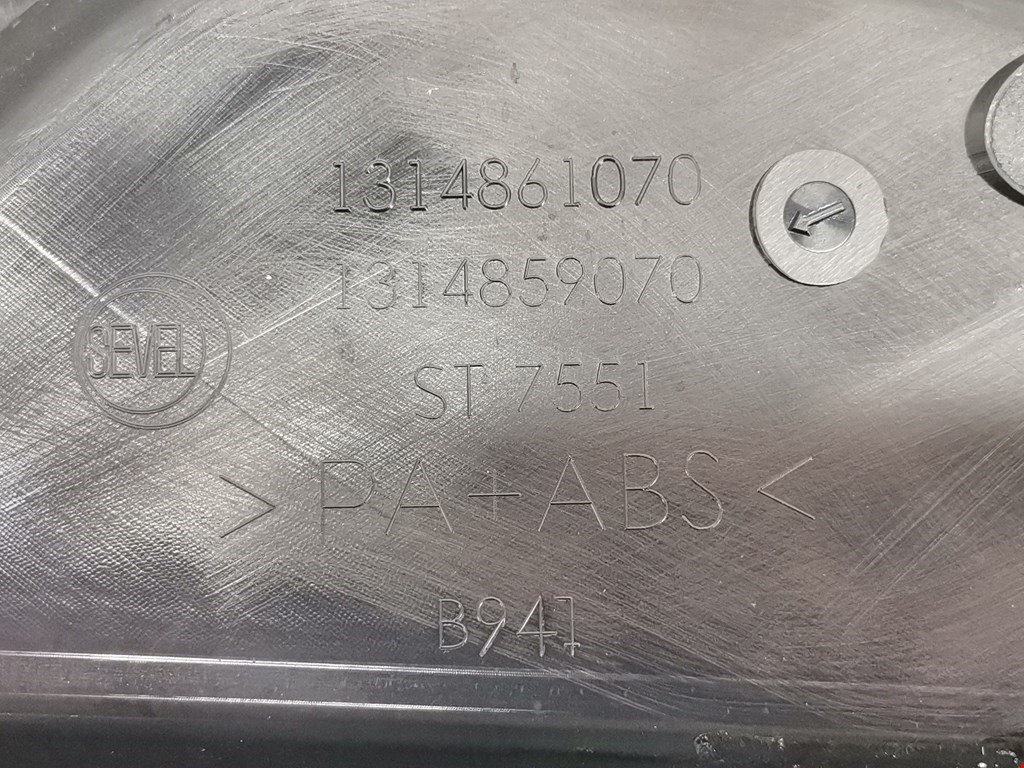 1314861070
1314859070
SEVEL
ST 7551
> PA+ABS <
B941